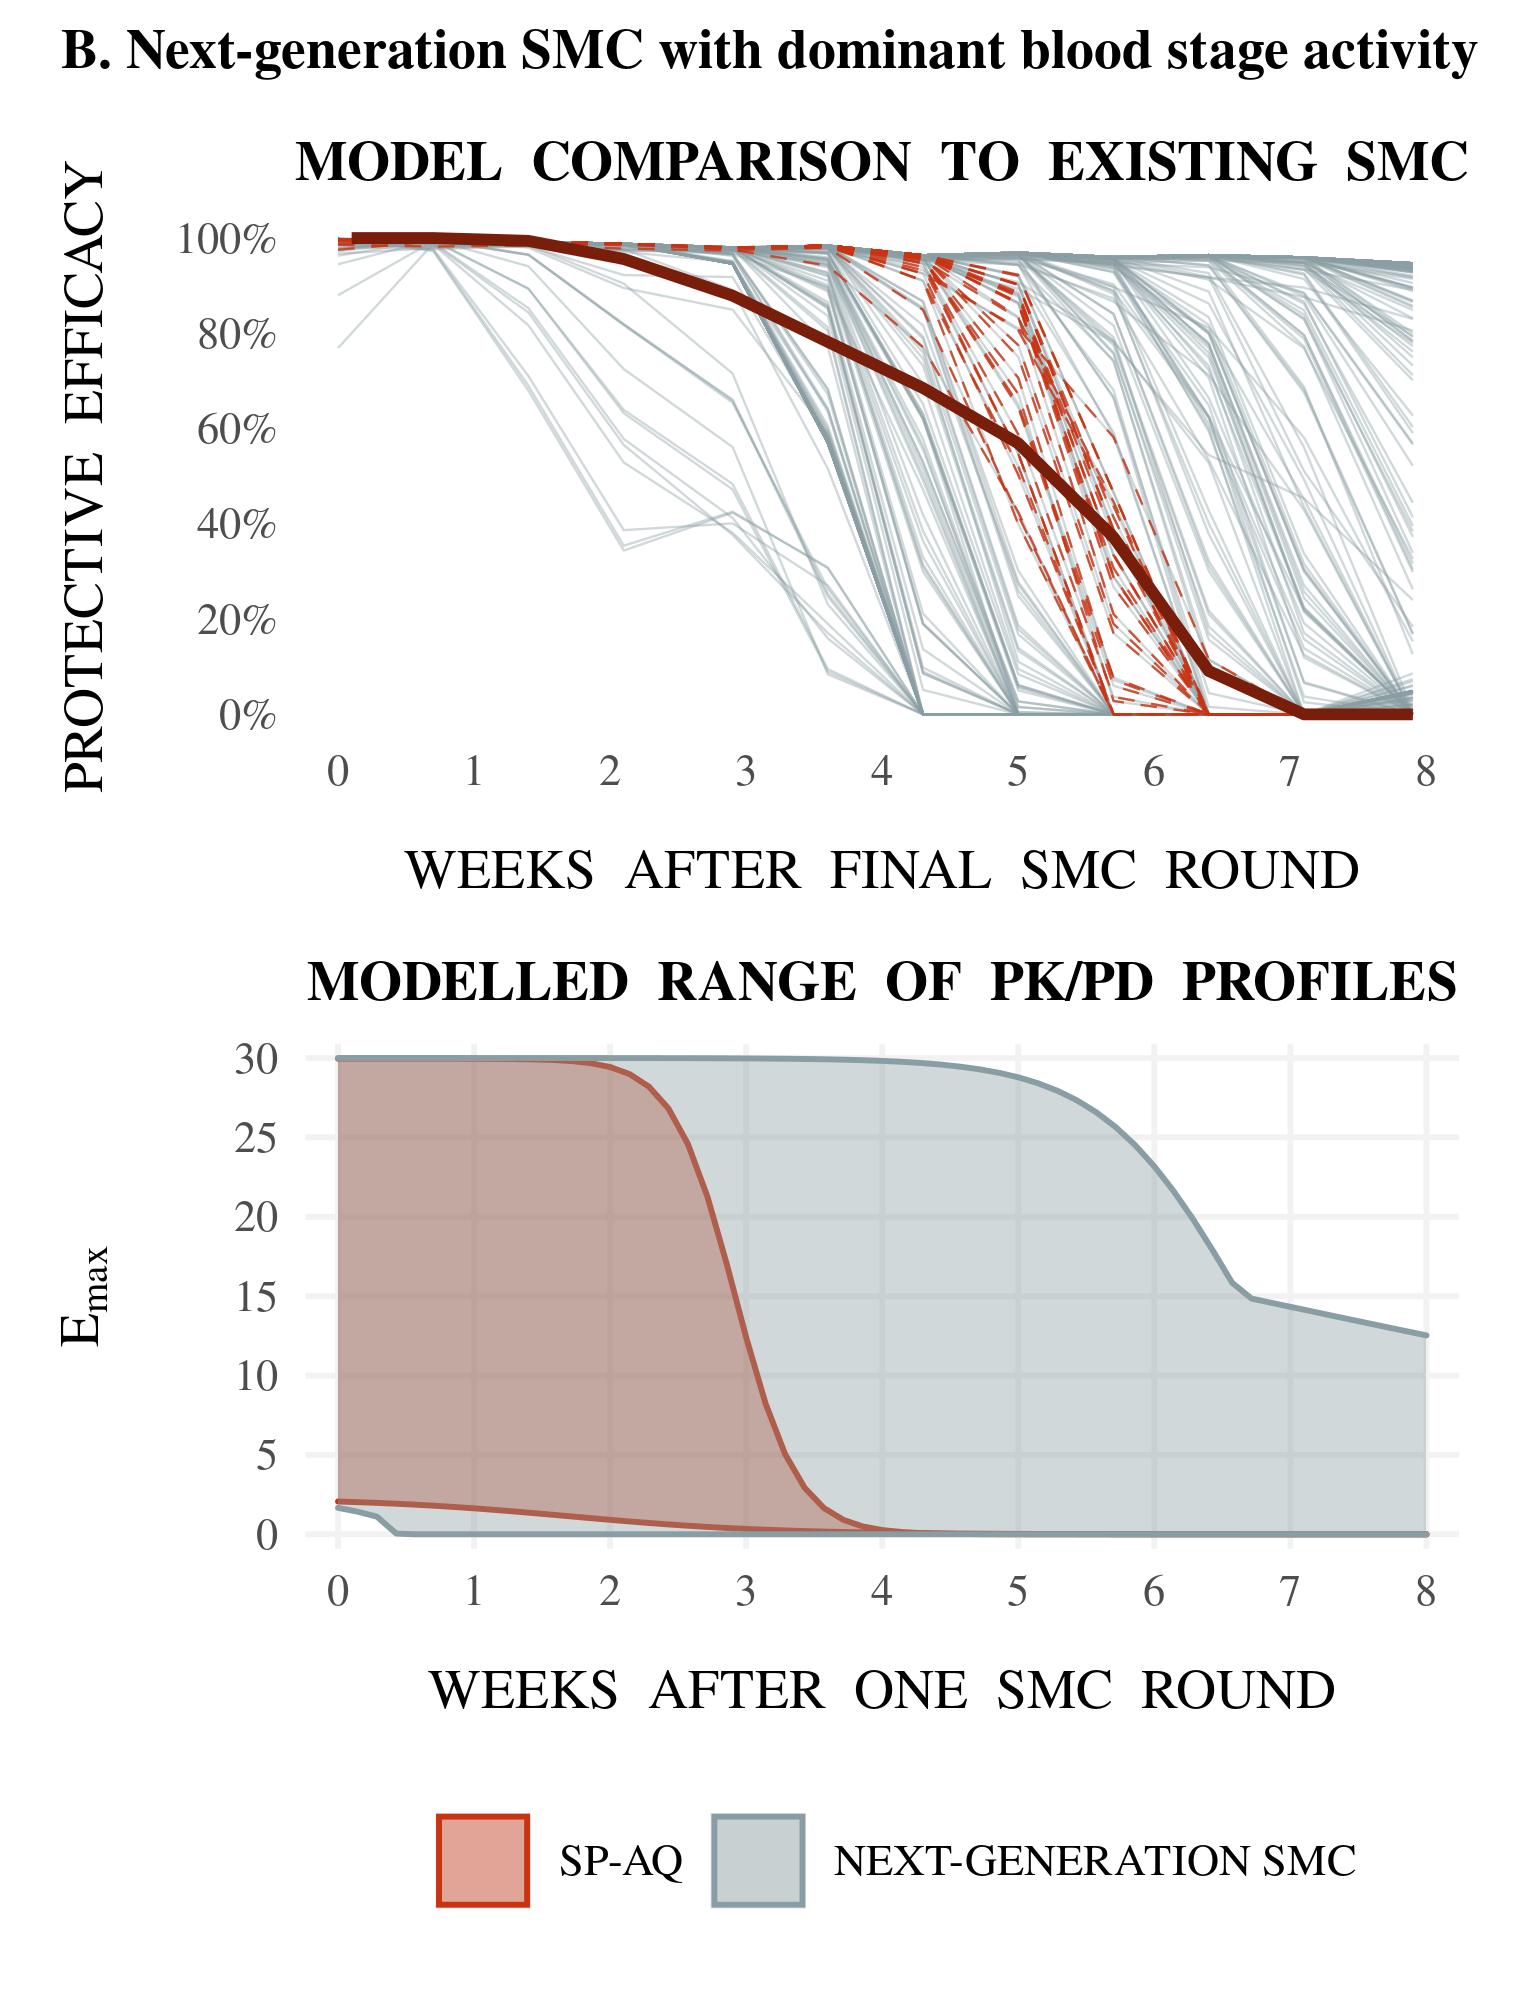 B. Next-generation SMC with dominant blood stage activity
MODEL COMPARISON TO EXISTING SMC
PROTECTIVE EFFICACY
100%
80%
60%
40%
20%
0%
0 1 2 3 4 5 6 7 8
WEEKS AFTER FINAL SMC ROUND
MODELLED RANGE OF PK/PD PROFILES
Emax
30
25
20
15
10
5
0
0 1 2 3 4 5 6 7 8
WEEKS AFTER ONE SMC ROUND
SP-AQ NEXT-GENERATION SMC